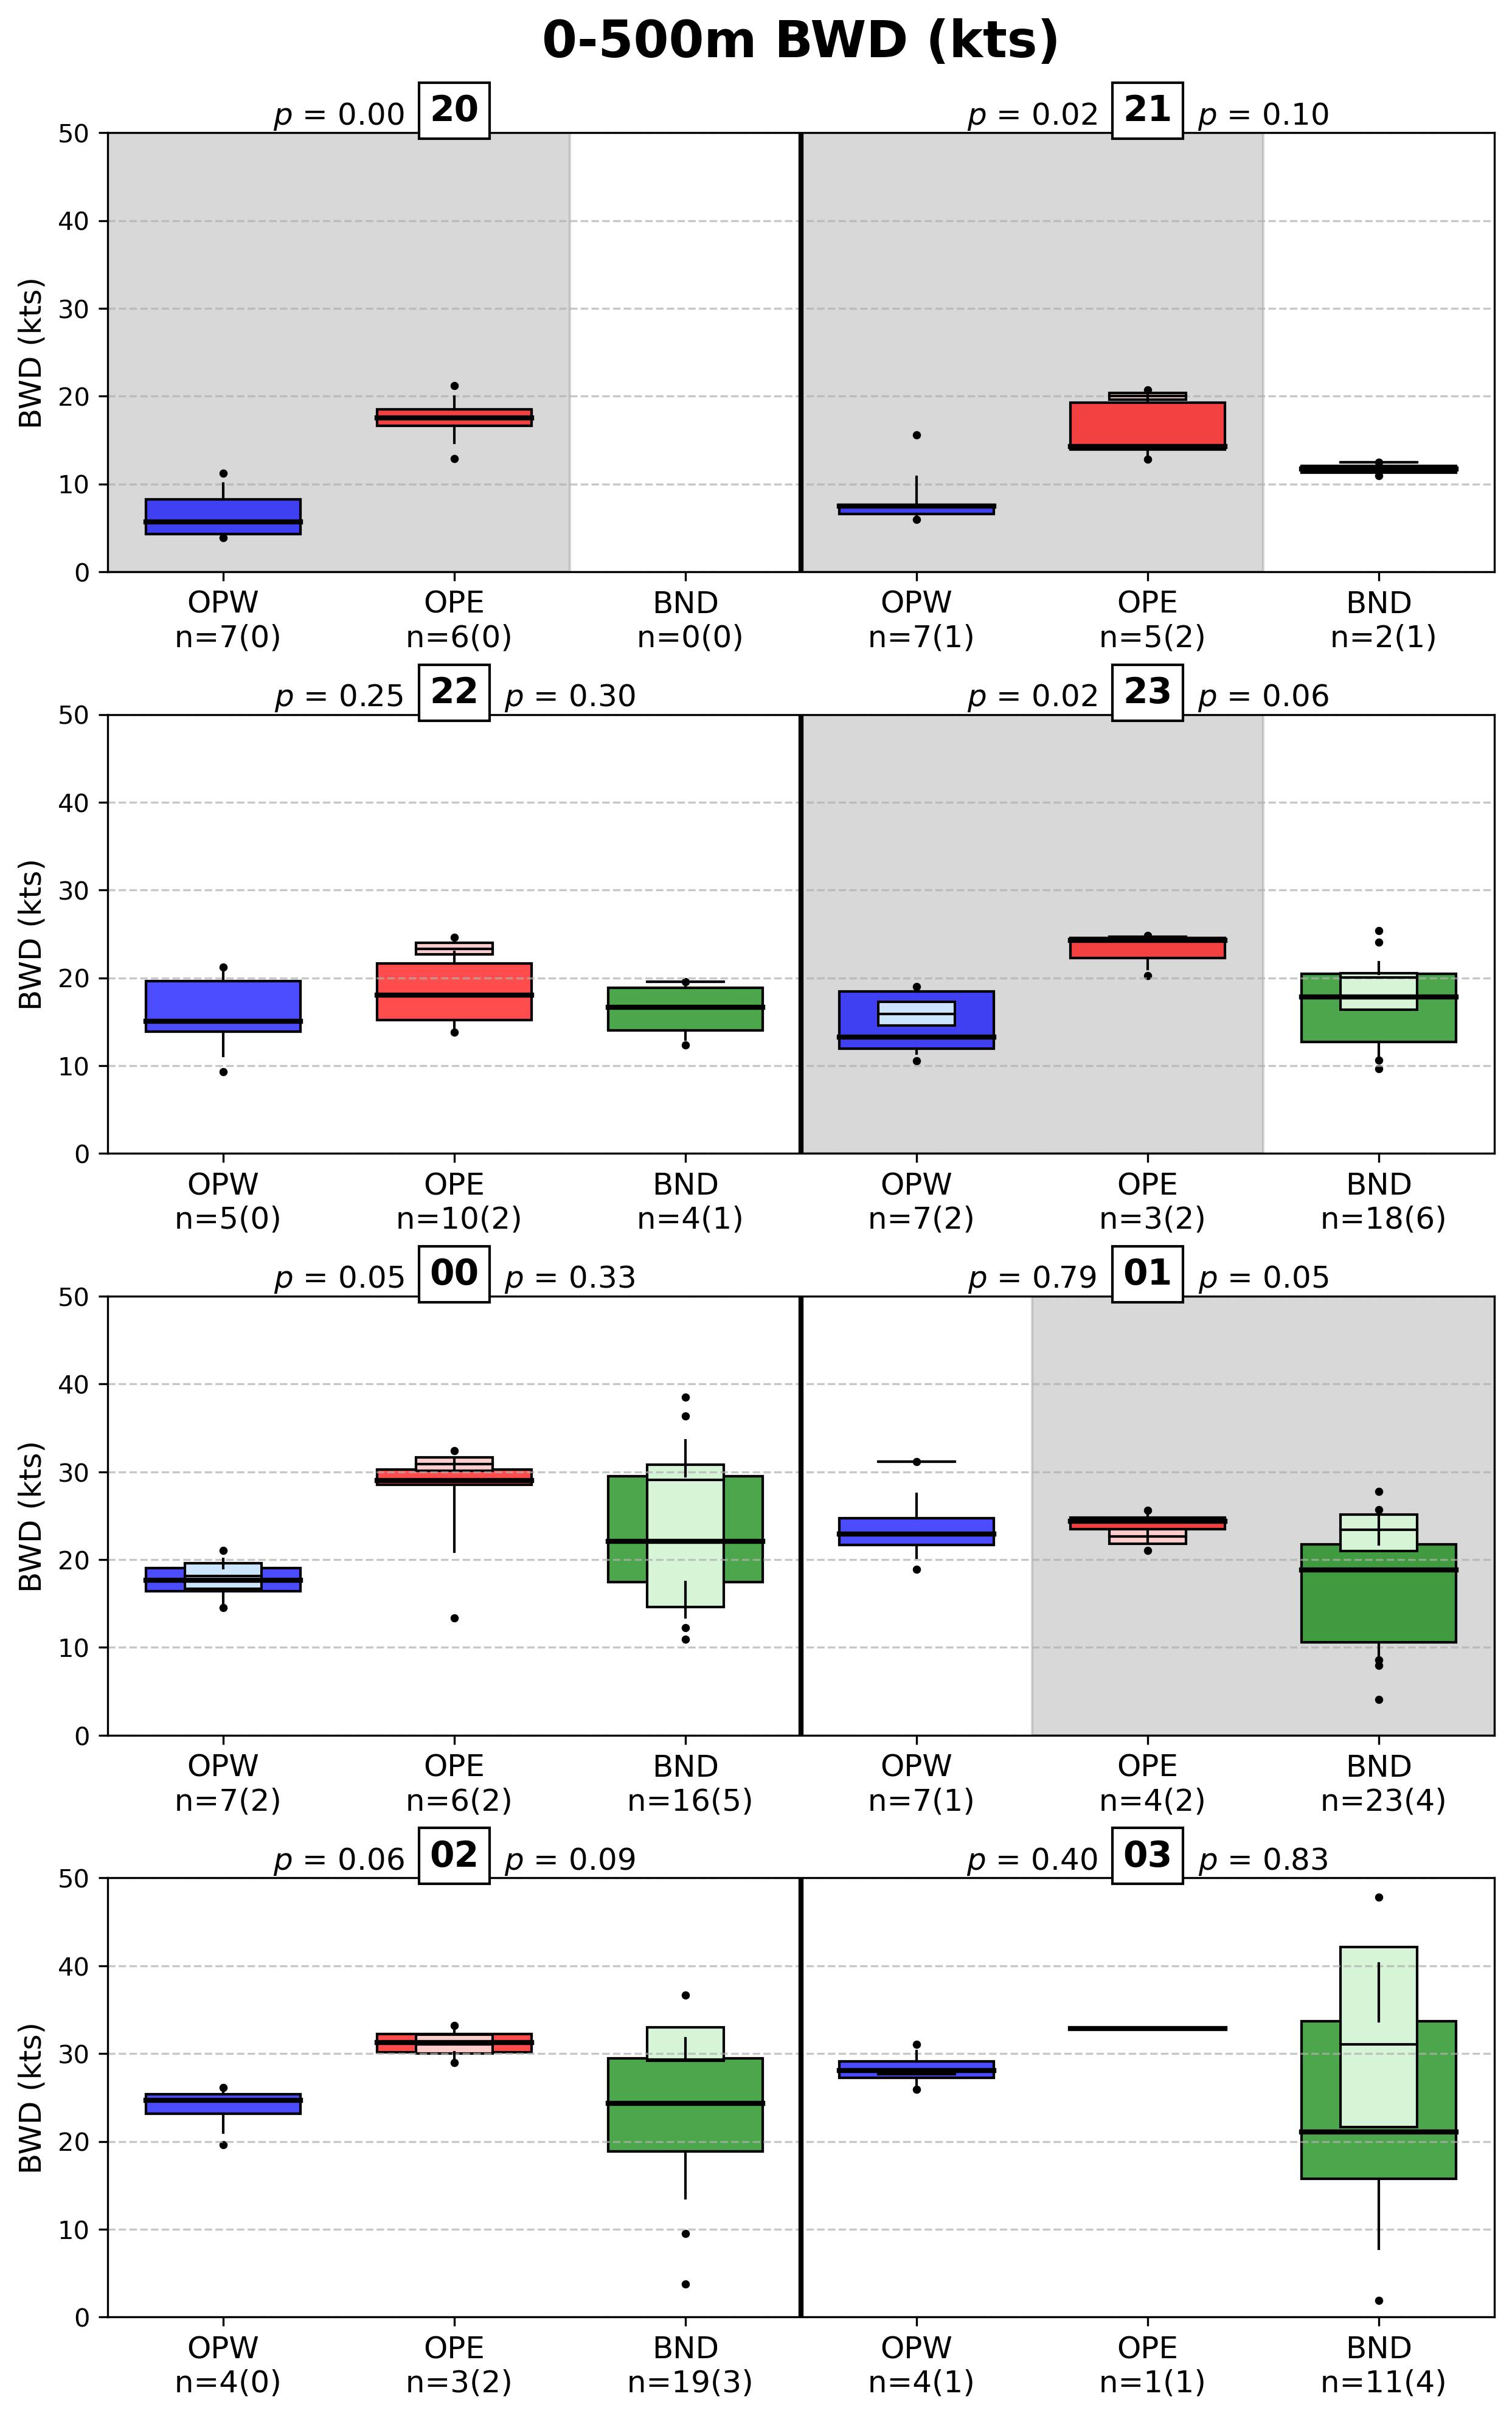 0-500m BWD (kts)
p = 0.00 20
p = 0.02 21 p = 0.10
50
40
30
20
10
0
BWD (kts)
OPW OPE BND OPW OPE BND
n=7(0) n=6(0) n=0(0) n=7(1) n=5(2) n=2(1)
p = 0.25 22 p = 0.30
p = 0.02 23 p = 0.06
50
40
30
20
10
0
BWD (kts)
OPW OPE BND OPW OPE BND
n=5(0) n=10(2) n=4(1) n=7(2) n=3(2) n=18(6)
p = 0.05 00 p = 0.33
p = 0.79 01 p = 0.05
50
40
30
20
10
0
BWD (kts)
OPW OPE BND OPW OPE BND
n=7(2) n=6(2) n=16(5) n=7(1) n=4(2) n=23(4)
p = 0.06 02 p = 0.09
p = 0.40 03 p = 0.83
50
40
30
20
10
0
BWD (kts)
OPW OPE BND OPW OPE BND
n=4(0) n=3(2) n=19(3) n=4(1) n=1(1) n=11(4)